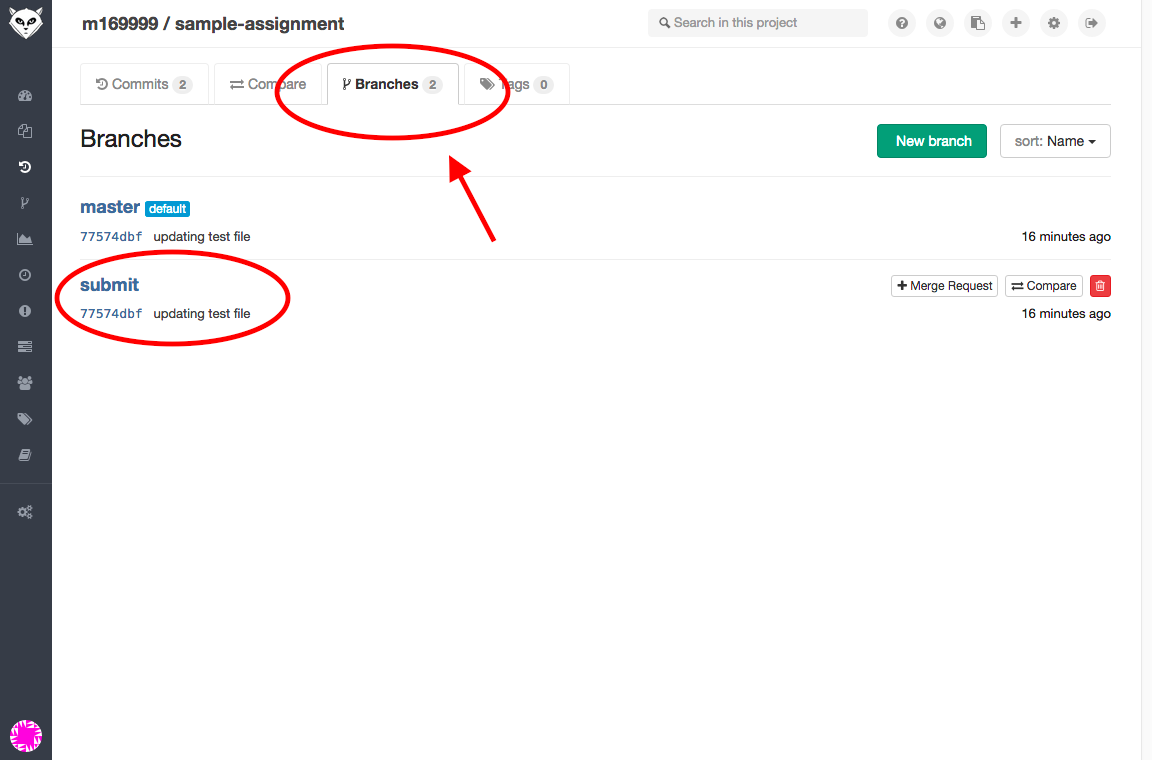 m169999 / sample-assignment
Search in this project
Commits 2
Compare
Branches 2
Tags 0
Branches
New branch
sort: Name
master default
77574dbf updating test file
16 minutes ago
submit
Merge Request
Compare
77574dbf updating test file
16 minutes ago